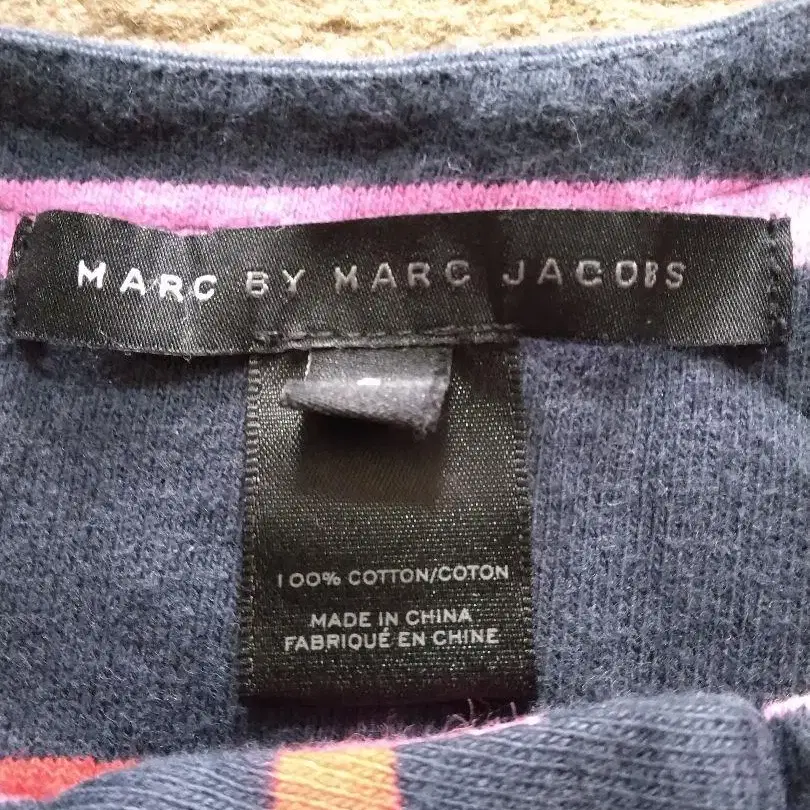 MARC BY MARC JACOBS
100% COTTON/COTON
MADE IN CHINA
FABRIQUÉ EN CHINE